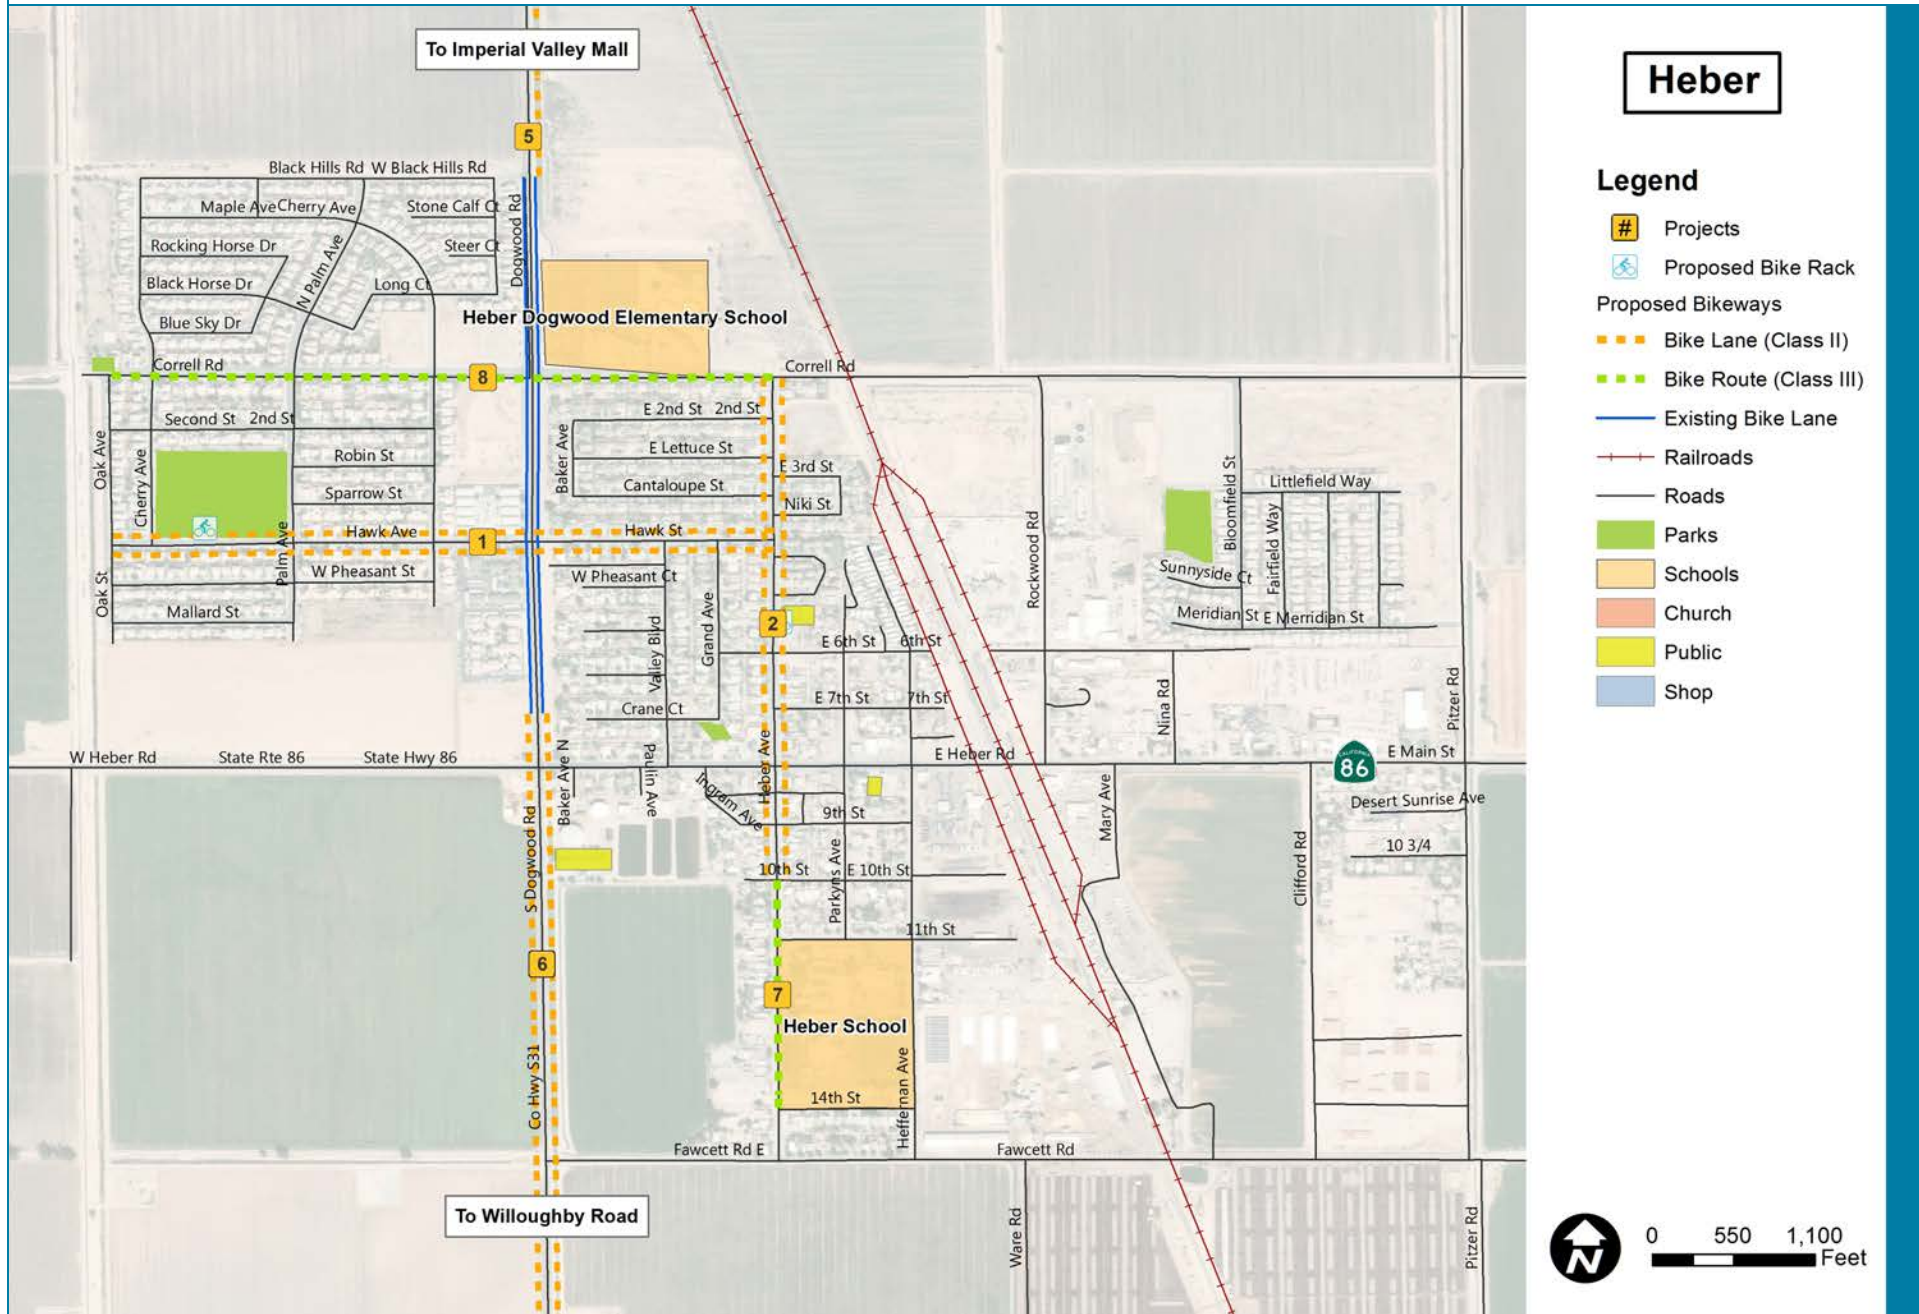 To Imperial Valley Mall
5
Black Hills Rd
W Black Hills Rd
Maple Ave
Cherry Ave
Stone Calf Ct
Rocking Horse Dr
Steer Ct
Dogwood Rd
N Palm Ave
Black Horse Dr
Long Ct
Blue Sky Dr
Heber Dogwood Elementary School
Correll Rd
8
Correll Rd
Second St
2nd St
E 2nd St
2nd St
Oak Ave
Cherry Ave
Robin St
Baker Ave
E Lettuce St
E 3rd St
Sparrow St
Cantaloupe St
Niki St
Hawk Ave
1
Hawk St
Palm Ave
Oak St
W Pheasant St
W Pheasant Ct
Mallard St
Grand Ave
Valley Blvd
2
E 6th St
6th St
E 7th St
7th St
Crane Ct
Rockwood Rd
Bloomfield St
Littlefield Way
Fairfield Way
Sunnyside Ct
Meridian St
E Merridian St
Nina Rd
Pitzer Rd
W Heber Rd
State Rte 86
State Hwy 86
Baker Ave N
Paulin Ave
Heber Ave
E Heber Rd
CALIFORNIA
86
E Main St
Ingram Ave
9th St
Mary Ave
Desert Sunrise Ave
10 3/4
Clifford Rd
S Dogwood Rd
10th St
E 10th St
Parkyns Ave
11th St
6
7
Heber School
Co Hwy S31
14th St
Heffernan Ave
Fawcett Rd E
Fawcett Rd
To Willoughby Road
Ware Rd
Pitzer Rd
Heber
Legend
# Projects
Proposed Bike Rack
Proposed Bikeways
Bike Lane (Class II)
Bike Route (Class III)
Existing Bike Lane
Railroads
Roads
Parks
Schools
Church
Public
Shop
N
0 550 1,100
Feet